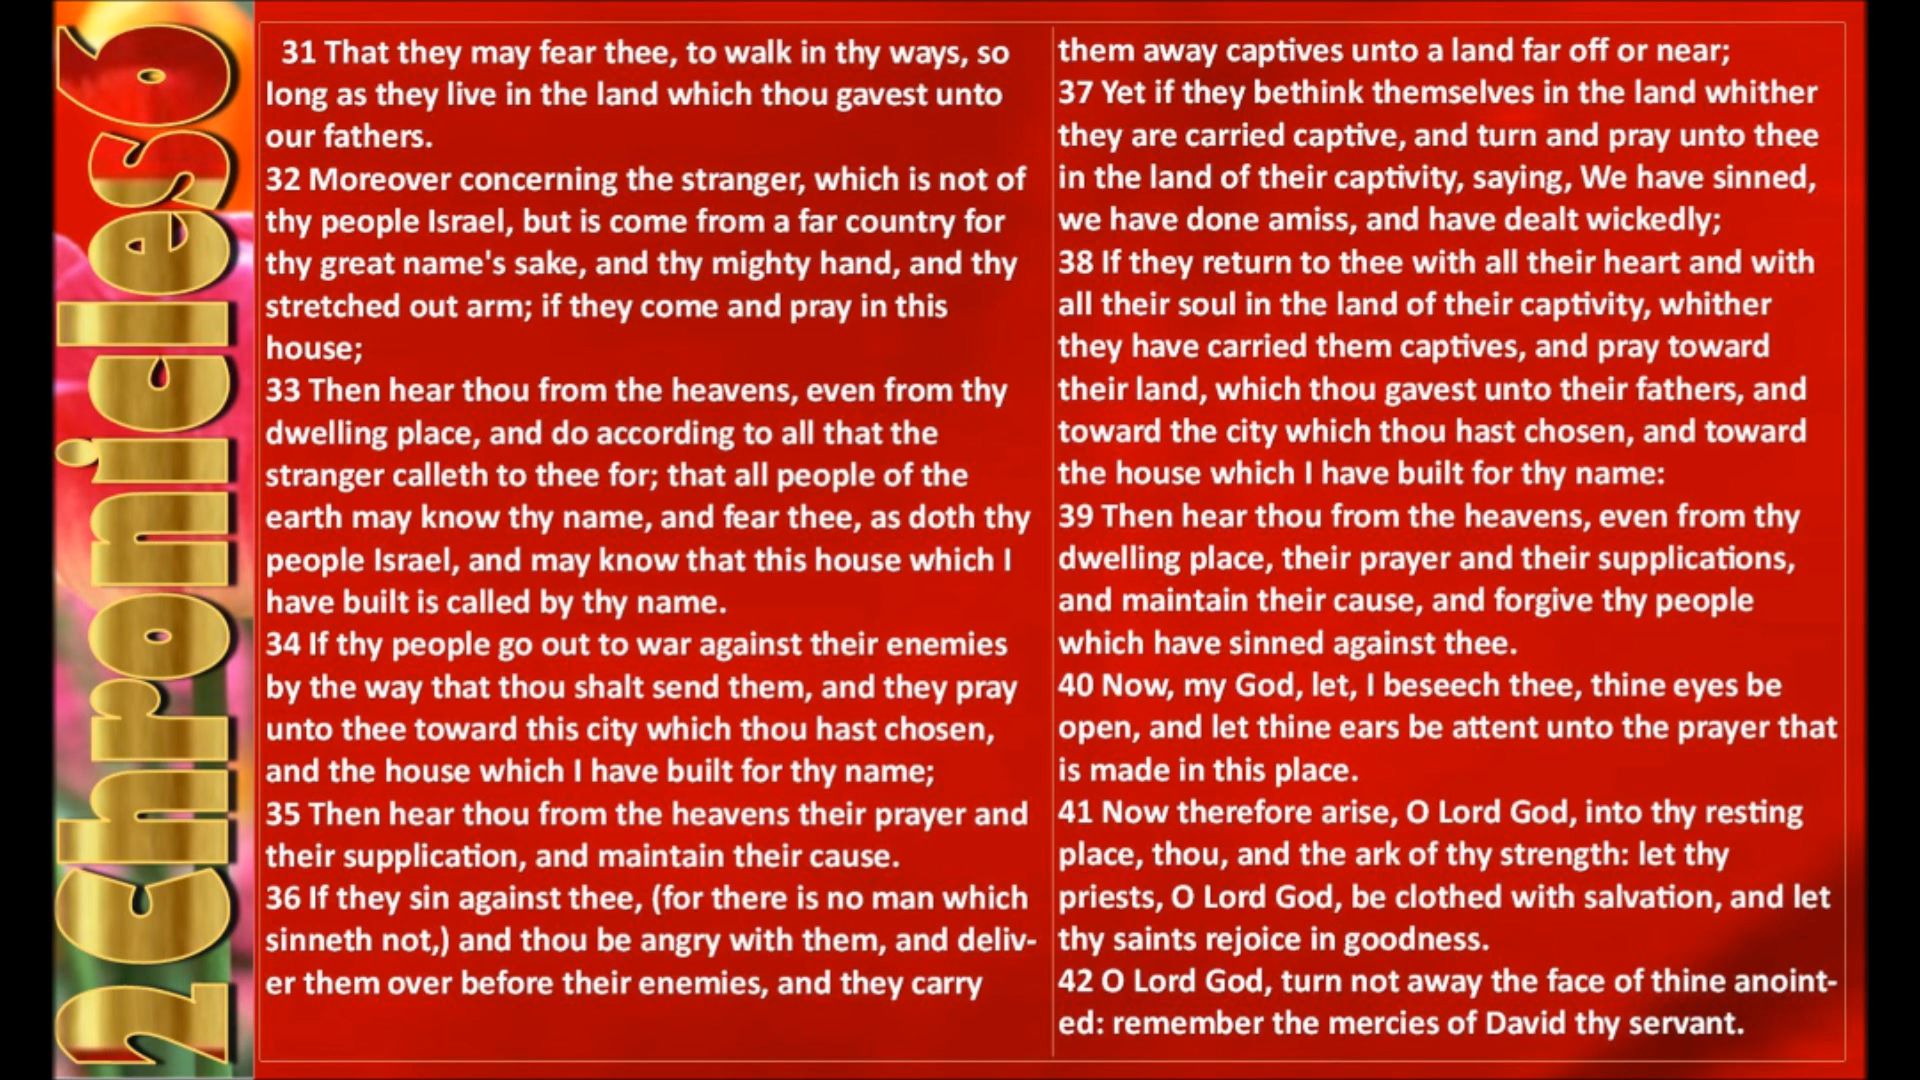 2 Chronicles 6
31 That they may fear thee, to walk in thy ways, so
long as they live in the land which thou gavest unto
our fathers.
32 Moreover concerning the stranger, which is not of
thy people Israel, but is come from a far country for
thy great name's sake, and thy mighty hand, and thy
stretched out arm; if they come and pray in this
house;
33 Then hear thou from the heavens, even from thy
dwelling place, and do according to all that the
stranger calleth to thee for; that all people of the
earth may know thy name, and fear thee, as doth thy
people Israel, and may know that this house which I
have built is called by thy name.
34 If thy people go out to war against their enemies
by the way that thou shalt send them, and they pray
unto thee toward this city which thou hast chosen,
and the house which I have built for thy name;
35 Then hear thou from the heavens their prayer and
their supplication, and maintain their cause.
36 If they sin against thee, (for there is no man which
sinneth not,) and thou be angry with them, and deliv-
er them over before their enemies, and they carry
them away captives unto a land far off or near;
37 Yet if they bethink themselves in the land whither
they are carried captive, and turn and pray unto thee
in the land of their captivity, saying, We have sinned,
we have done amiss, and have dealt wickedly;
38 If they return to thee with all their heart and with
all their soul in the land of their captivity, whither
they have carried them captives, and pray toward
their land, which thou gavest unto their fathers, and
toward the city which thou hast chosen, and toward
the house which I have built for thy name:
39 Then hear thou from the heavens, even from thy
dwelling place, their prayer and their supplications,
and maintain their cause, and forgive thy people
which have sinned against thee.
40 Now, my God, let, I beseech thee, thine eyes be
open, and let thine ears be attent unto the prayer that
is made in this place.
41 Now therefore arise, O Lord God, into thy resting
place, thou, and the ark of thy strength: let thy
priests, O Lord God, be clothed with salvation, and let
thy saints rejoice in goodness.
42 O Lord God, turn not away the face of thine anoint-
ed: remember the mercies of David thy servant.